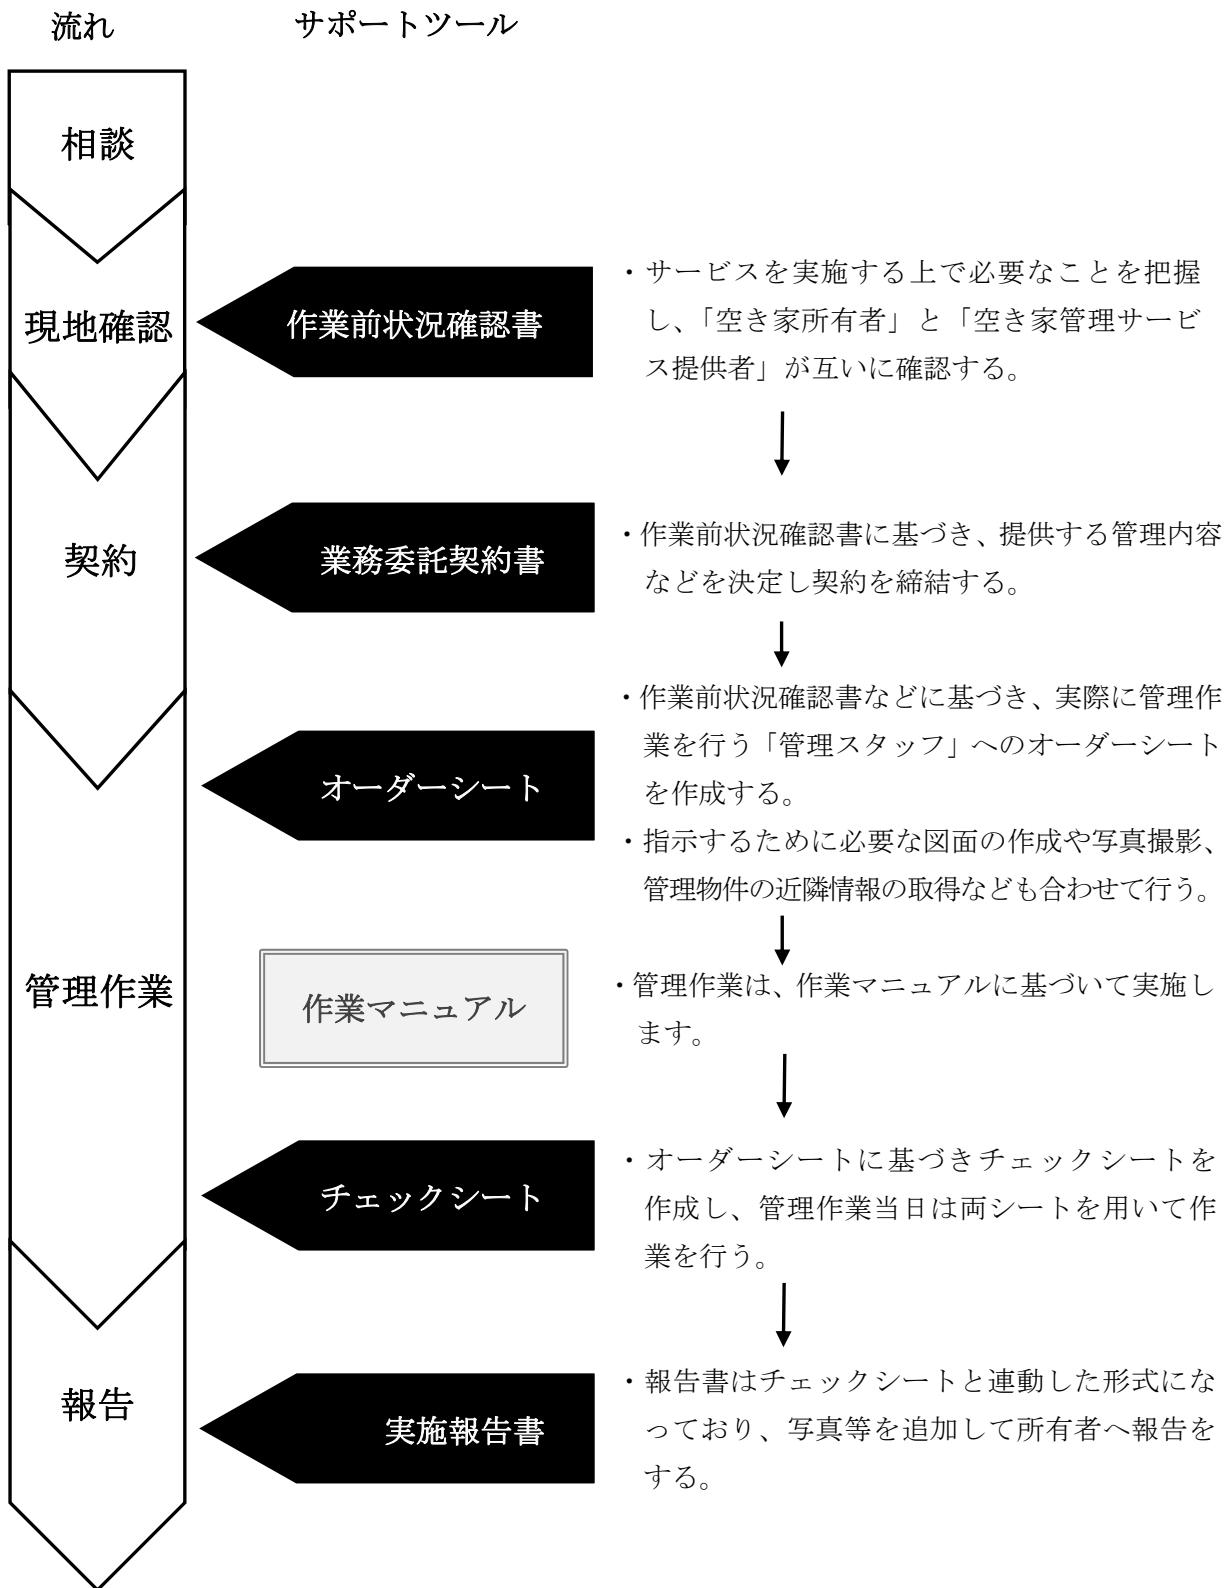 流れ
サポートツール
相談
現地確認
作業前状況確認書
・サービスを実施する上で必要なことを把握
し、「空き家所有者」と「空き家管理サービ
ス提供者」が互いに確認する。
契約
業務委託契約書
・作業前状況確認書に基づき、提供する管理内容
などを決定し契約を締結する。
オーダーシート
・作業前状況確認書などに基づき、実際に管理作
業を行う「管理スタッフ」へのオーダーシート
を作成する。
・指示するために必要な図面の作成や写真撮影、
管理物件の近隣情報の取得なども合わせて行う。
管理作業
作業マニュアル
・管理作業は、作業マニュアルに基づいて実施し
ます。
チェックシート
・オーダーシートに基づきチェックシートを
作成し、管理作業当日は両シートを用いて作
業を行う。
報告
実施報告書
・報告書はチェックシートと連動した形式にな
っており、写真等を追加して所有者へ報告を
する。